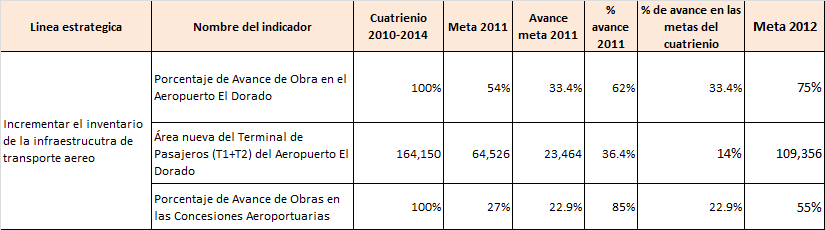 Linea estrategica
Nombre del indicador
Cuatrienio
2010-2014
Meta 2011
Avance
meta 2011
%
avance
2011
% de avance en las
metas del
cuatrienio
Meta 2012
Incrementar el inventario
de la infraestrucutra de
transporte aereo
Porcentaje de Avance de Obra en el
Aeropuerto El Dorado
100%
54%
33.4%
62%
33.4%
75%
Área nueva del Terminal de
Pasajeros (T1+T2) del Aeropuerto El
Dorado
164,150
64,526
23,464
36.4%
14%
109,356
Porcentaje de Avance de Obras en
las Concesiones Aeroportuarias
100%
27%
22.9%
85%
22.9%
55%